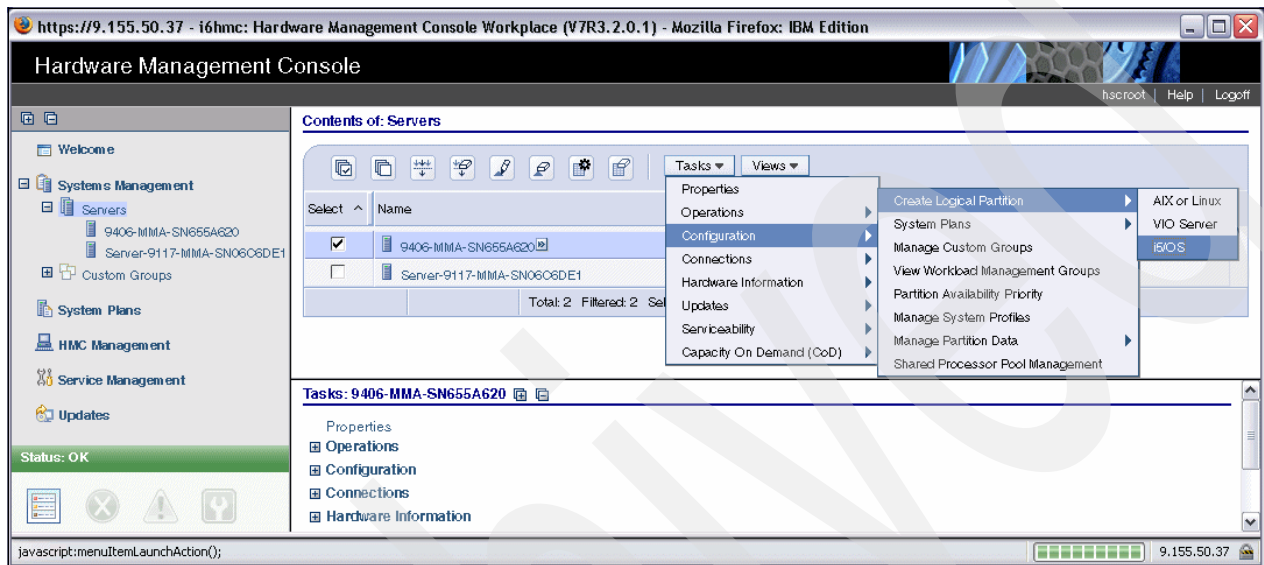 https://9.155.50.37 - i6hmc: Hardware Management Console Workplace (V7R3.2.0.1) - Mozilla Firefox: IBM Edition
Hardware Management Console
hscroot | Help | Logoff
Welcome
Systems Management
Servers
9406-MMA-SN655A620
Server-9117-MMA-SN06C6DE1
Custom Groups
System Plans
HMC Management
Service Management
Updates
Status: OK
Contents of: Servers
Tasks Views
Select ^ Name
9406-MMA-SN655A620
Server-9117-MMA-SN06C6DE1
Total: 2 Filtered: 2 Sel
Properties
Operations
Configuration
Connections
Hardware Information
Updates
Serviceability
Capacity On Demand (CoD)
Create Logical Partition
System Plans
Manage Custom Groups
View Workload Management Groups
Partition Availability Priority
Manage System Profiles
Manage Partition Data
Shared Processor Pool Management
AIX or Linux
VIO Server
i5/OS
Tasks: 9406-MMA-SN655A620
Properties
Operations
Configuration
Connections
Hardware Information
javascript:menuItemLaunchAction();
9.155.50.37